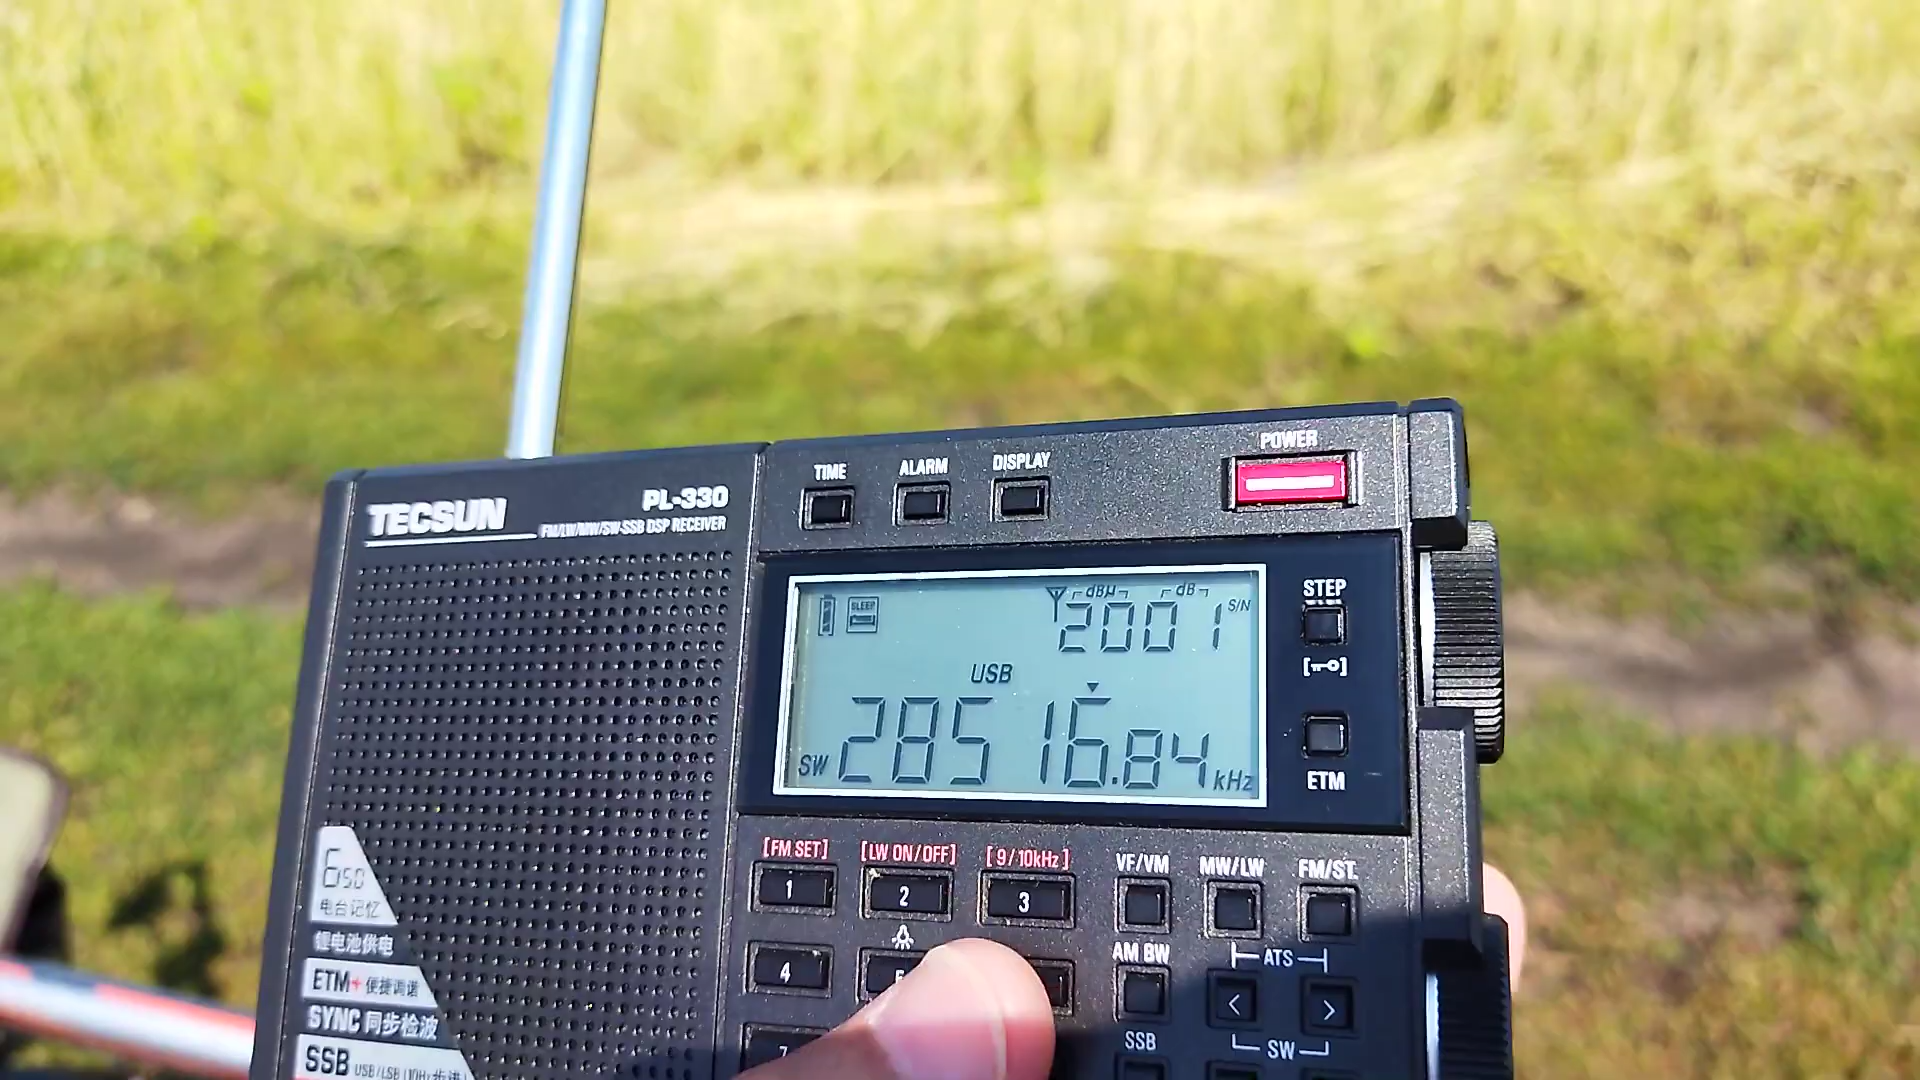 TECSUN
PL-330
FM/LW/MW/SW-SSB DSP RECEIVER
TIME ALARM DISPLAY POWER
SLEEP
dBµ dB
2001 S/N
USB
SW 28516.84 kHz
STEP
ETM
[FM SET] [LW ON/OFF] [9/10kHz]
1 2 3
VF/VM MW/LW FM/ST.
4 5
AM BW
ATS
< >
SW
7
SSB
650
电台记忆
锂电池供电
ETM+ 便捷调谐
SYNC 同步检波
SSB USB/LSB